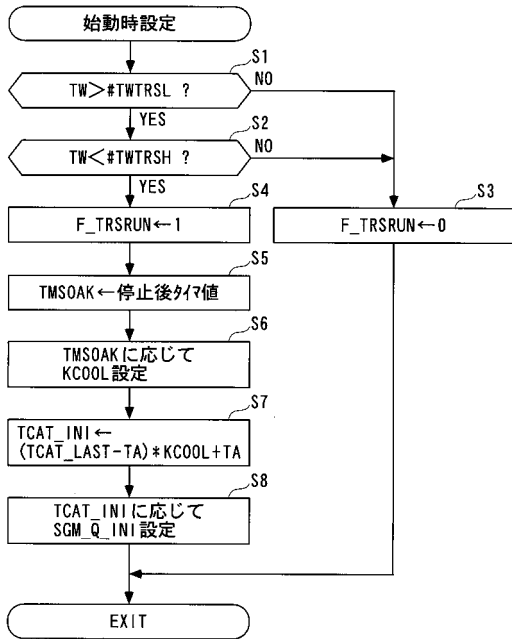 始動時設定
S1
TW>#TWTRSL ?
NO
YES
S2
TW<#TWTRSH ?
NO
YES
S4
F_TRSRUN←1
S3
F_TRSRUN←0
S5
TMSOAK←停止後ﾀｲﾏ値
S6
TMSOAKに応じて
KCOOL設定
S7
TCAT_INI←
(TCAT_LAST-TA)*KCOOL+TA
S8
TCAT_INIに応じて
SGM_Q_INI設定
EXIT